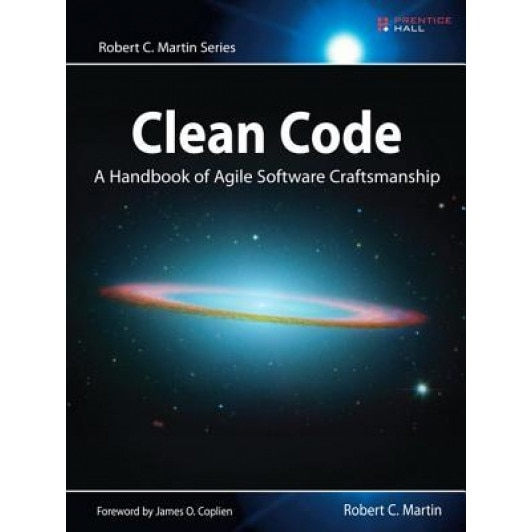 PRENTICE
HALL
Robert C. Martin Series
Clean Code
A Handbook of Agile Software Craftsmanship
Foreword by James O. Coplien
Robert C. Martin